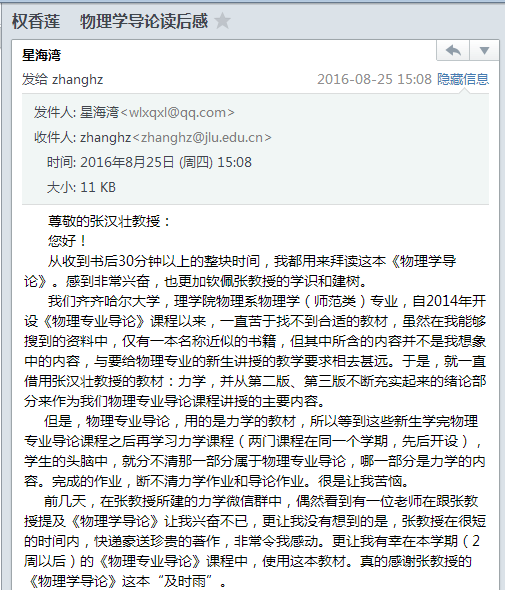 权香莲 物理学导论读后感
星海湾
发给 zhanghz 2016-08-25 15:08 隐藏信息
发件人: 星海湾<wlxqxl@qq.com>
收件人: zhanghz<zhanghz@jlu.edu.cn>
时间: 2016年8月25日 (周四) 15:08
大小: 11 KB
尊敬的张汉壮教授：
您好！
从收到书后30分钟以上的整块时间，我都用来拜读这本《物理学导
论》。感到非常兴奋，也更加钦佩张教授的学识和建树。
我们齐齐哈尔大学，理学院物理系物理学（师范类）专业，自2014年开
设《物理专业导论》课程以来，一直苦于找不到合适的教材，虽然在我能够
搜到的资料中，仅有一本名称近似的书籍，但其中所含的内容并不是我想象
中的内容，与要给物理专业的新生讲授的教学要求相去甚远。于是，就一直
借用张汉壮教授的教材：力学，并从第二版、第三版不断充实起来的绪论部
分来作为我们物理专业导论课程讲授的主要内容。
但是，物理专业导论，用的是力学的教材，所以等到这些新生学完物理
专业导论课程之后再学习力学课程（两门课程在同一个学期，先后开设），
学生的头脑中，就分不清那一部分属于物理专业导论，哪一部分是力学的内
容。完成的作业，断不清力学作业和导论作业。很是让我苦恼。
前几天，在张教授所建的力学微信群中，偶然看到有一位老师在跟张教
授提及《物理学导论》让我兴奋不已，更让我没有想到的是，张教授在很短
的时间内，快递豪送珍贵的著作，非常令我感动。更让我有幸在本学期（2
周以后）的《物理专业导论》课程中，使用这本教材。真的感谢张教授的
《物理学导论》这本“及时雨”。